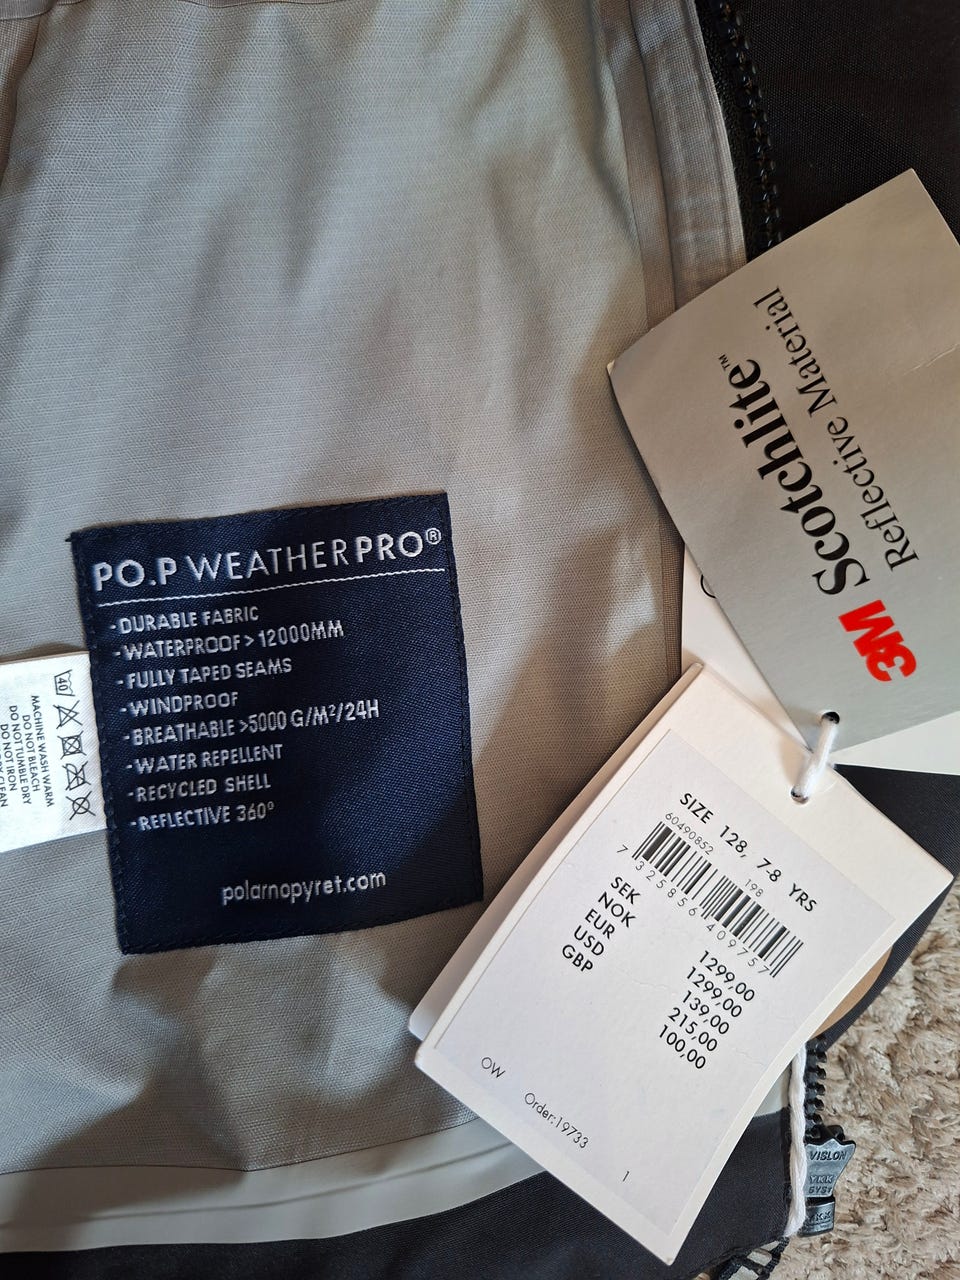 PO.P WEATHERPRO®
-DURABLE FABRIC
-WATERPROOF > 12000MM
-FULLY TAPED SEAMS
-WINDPROOF
-BREATHABLE >5000 G/M²/24H
-WATER REPELLENT
-RECYCLED SHELL
-REFLECTIVE 360°
polarnopyret.com
40
MACHINE WASH WARM
DO NOT BLEACH
DO NOT TUMBLE DRY
DO NOT IRON
CLEAN
3M Scotchlite™
Reflective Material
SIZE 128, 7-8 YRS
60490852 198
7 325856 409757
SEK 1299,00
NOK 1299,00
EUR 139,00
USD 215,00
GBP 100,00
OW
Order:19733
1
VISLON
YKK
YKK